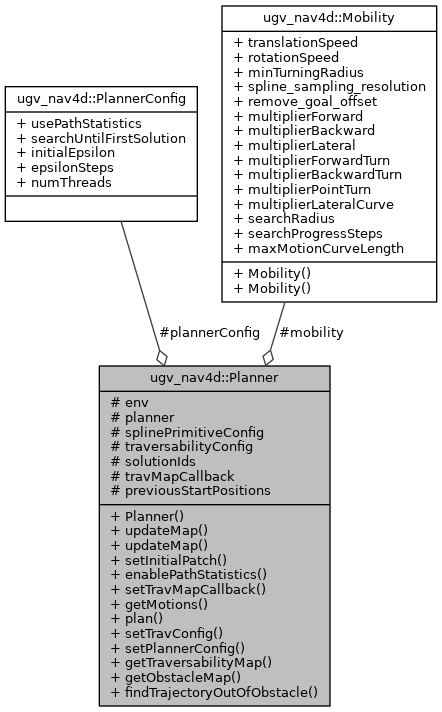 ugv_nav4d::Mobility
+ translationSpeed
+ rotationSpeed
+ minTurningRadius
+ spline_sampling_resolution
+ remove_goal_offset
+ multiplierForward
+ multiplierBackward
+ multiplierLateral
+ multiplierForwardTurn
+ multiplierBackwardTurn
+ multiplierPointTurn
+ multiplierLateralCurve
+ searchRadius
+ searchProgressSteps
+ maxMotionCurveLength
+ Mobility()
+ Mobility()
ugv_nav4d::PlannerConfig
+ usePathStatistics
+ searchUntilFirstSolution
+ initialEpsilon
+ epsilonSteps
+ numThreads
#plannerConfig
#mobility
ugv_nav4d::Planner
# env
# planner
# splinePrimitiveConfig
# traversabilityConfig
# solutionIds
# travMapCallback
# previousStartPositions
+ Planner()
+ updateMap()
+ updateMap()
+ setInitialPatch()
+ enablePathStatistics()
+ setTravMapCallback()
+ getMotions()
+ plan()
+ setTravConfig()
+ setPlannerConfig()
+ getTraversabilityMap()
+ getObstacleMap()
+ findTrajectoryOutOfObstacle()